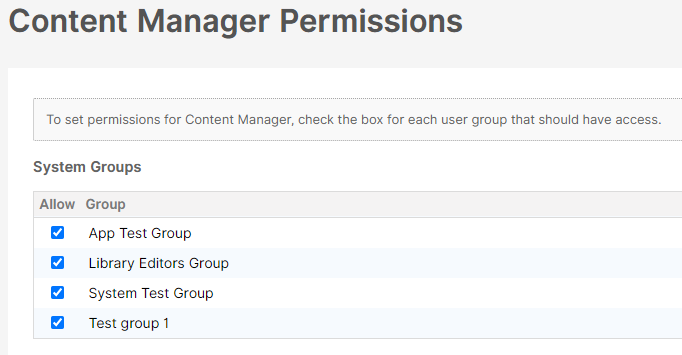 Content Manager Permissions
To set permissions for Content Manager, check the box for each user group that should have access.
System Groups
Allow Group
App Test Group
Library Editors Group
System Test Group
Test group 1